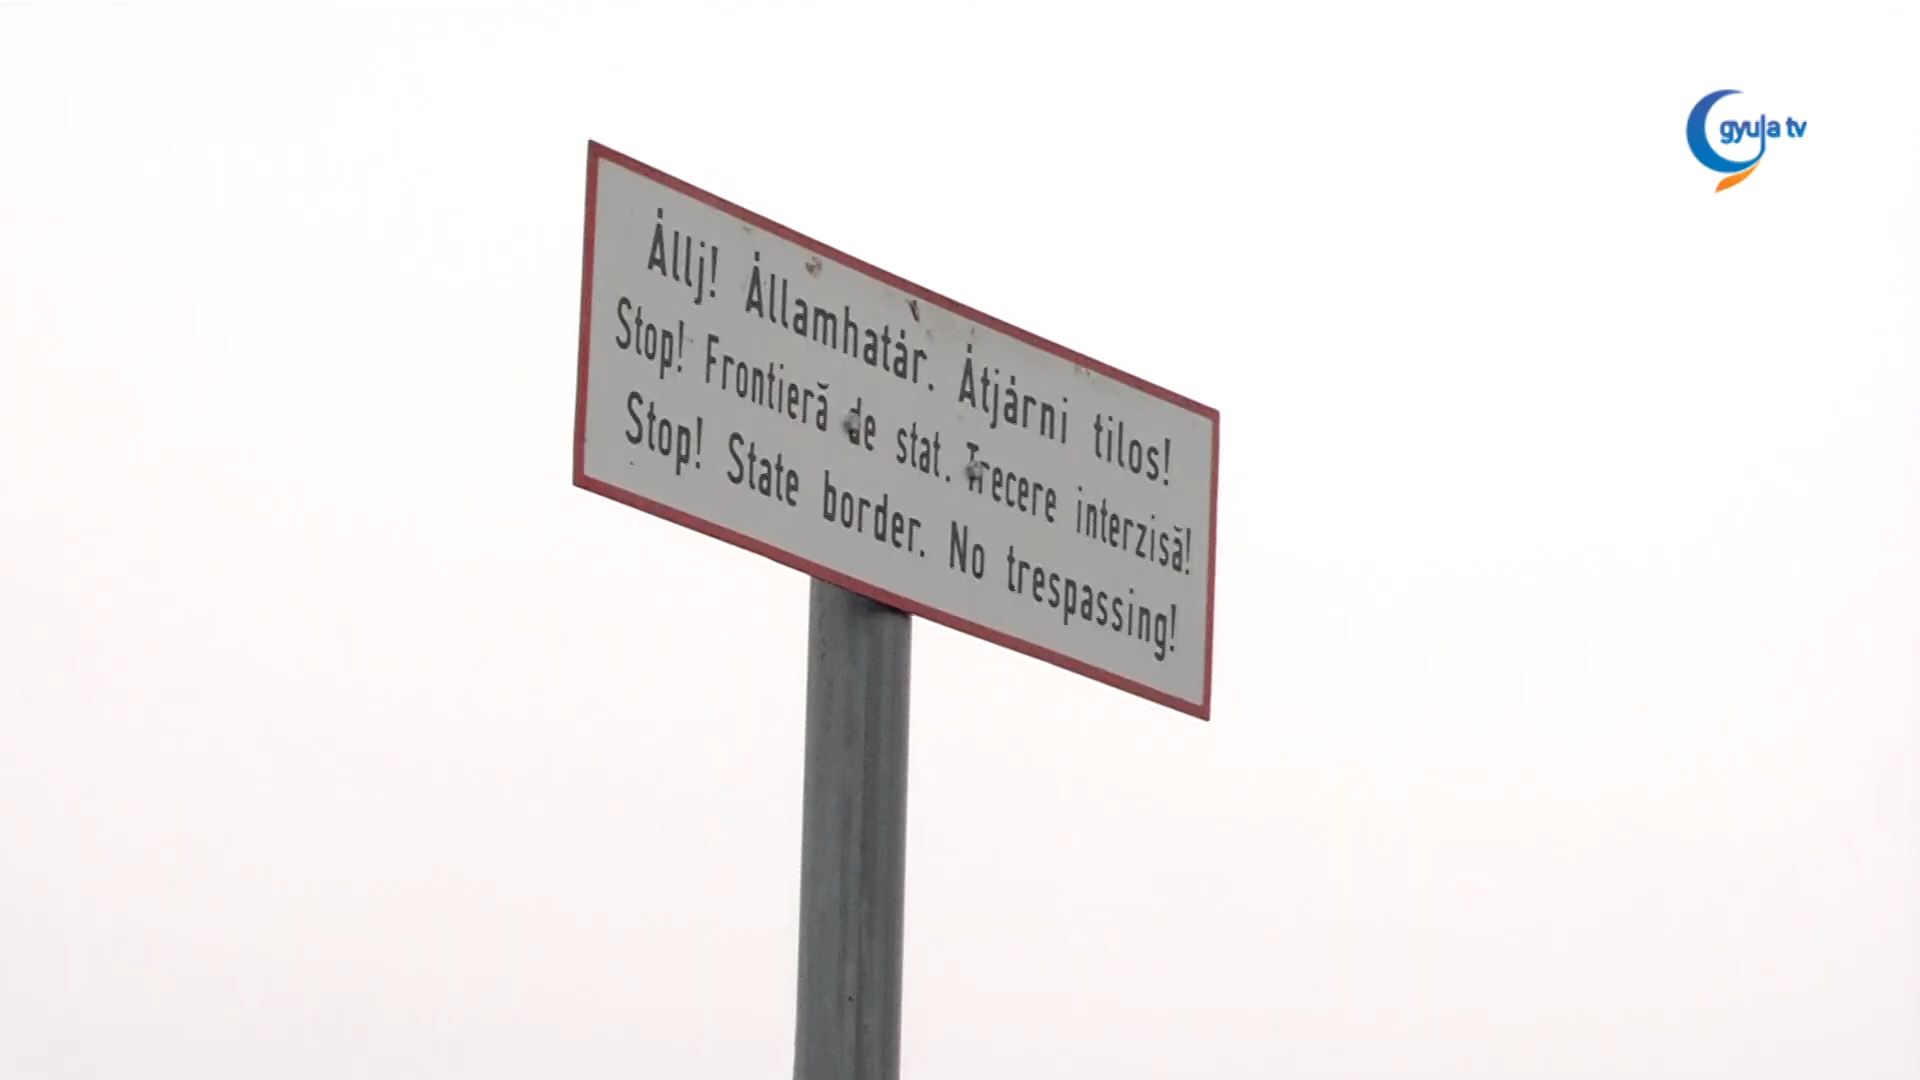 gyula tv
Állj! Államhatár. Átjárni tilos!
Stop! Frontieră de stat. Trecere interzisă!
Stop! State border. No trespassing!